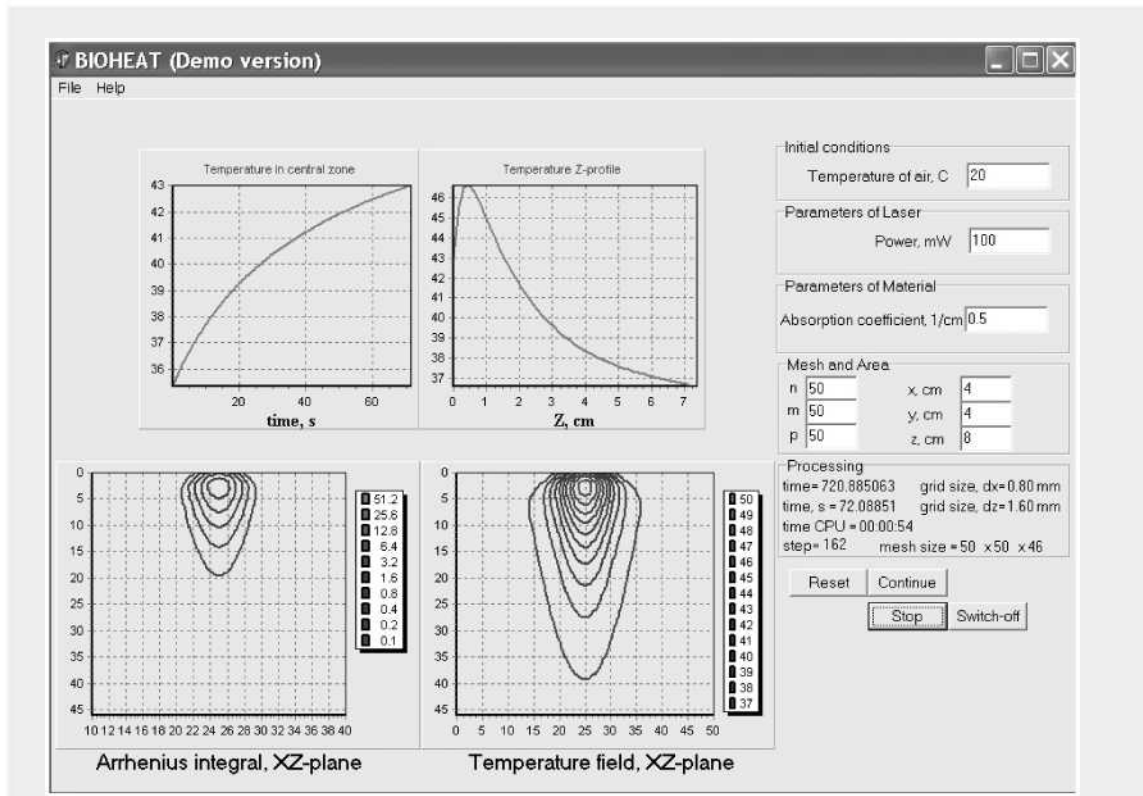 BIOHEAT (Demo version)
File Help
Temperature in central zone
43
42
41
40
39
38
37
36
20 40 60
time, s
Temperature Z-profile
46
45
44
43
42
41
40
39
38
37
0 1 2 3 4 5 6 7
Z, cm
Initial conditions
Temperature of air, C 20
Parameters of Laser
Power, mW 100
Parameters of Material
Absorption coefficient, 1/cm 0.5
Mesh and Area
n 50 x, cm 4
m 50 y, cm 4
p 50 z, cm 8
Processing
time= 720.885063 grid size, dx=0.80 mm
time, s = 72.08851 grid size, dz=1.60 mm
time CPU = 00:00:54
step= 162 mesh size = 50 x 50 x 46
Reset Continue
Stop Switch-off
0
5
10
15
20
25
30
35
40
45
10 12 14 16 18 20 22 24 26 28 30 32 34 36 38 40
51.2
25.6
12.8
6.4
3.2
1.6
0.8
0.4
0.2
0.1
Arrhenius integral, XZ-plane
0
5
10
15
20
25
30
35
40
45
0 5 10 15 20 25 30 35 40 45 50
50
49
48
47
46
45
44
43
42
41
40
39
38
37
Temperature field, XZ-plane